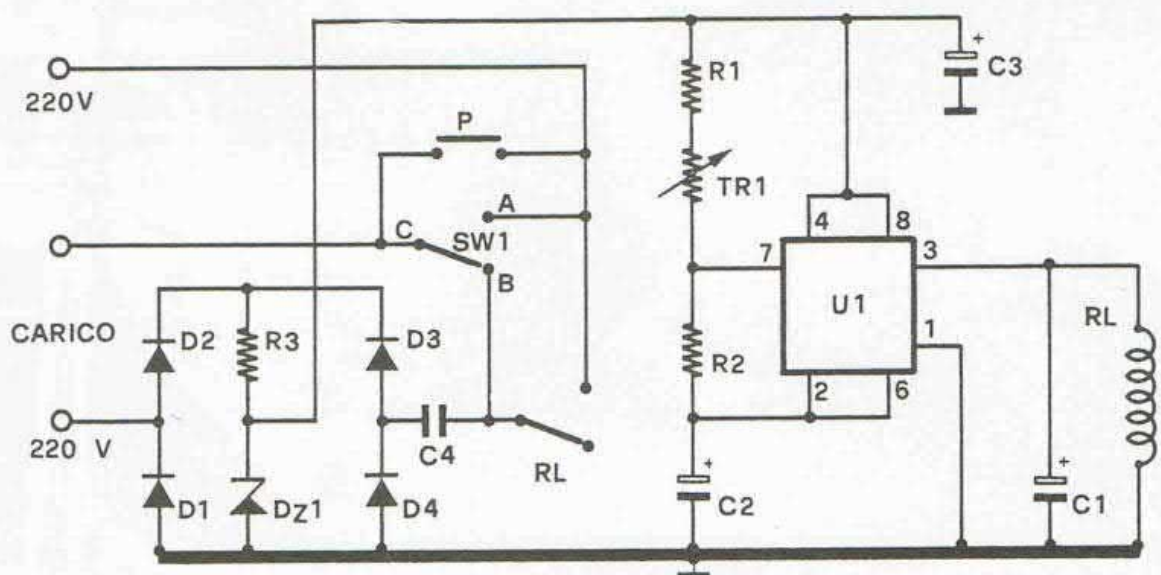 220V
P
A
C
SW1
B
CARICO
220 V
D2
R3
D3
C4
RL
D1
DZ1
D4
R1
TR1
R2
C2
+
4
8
7
3
U1
1
2
6
C3
+
RL
C1
+